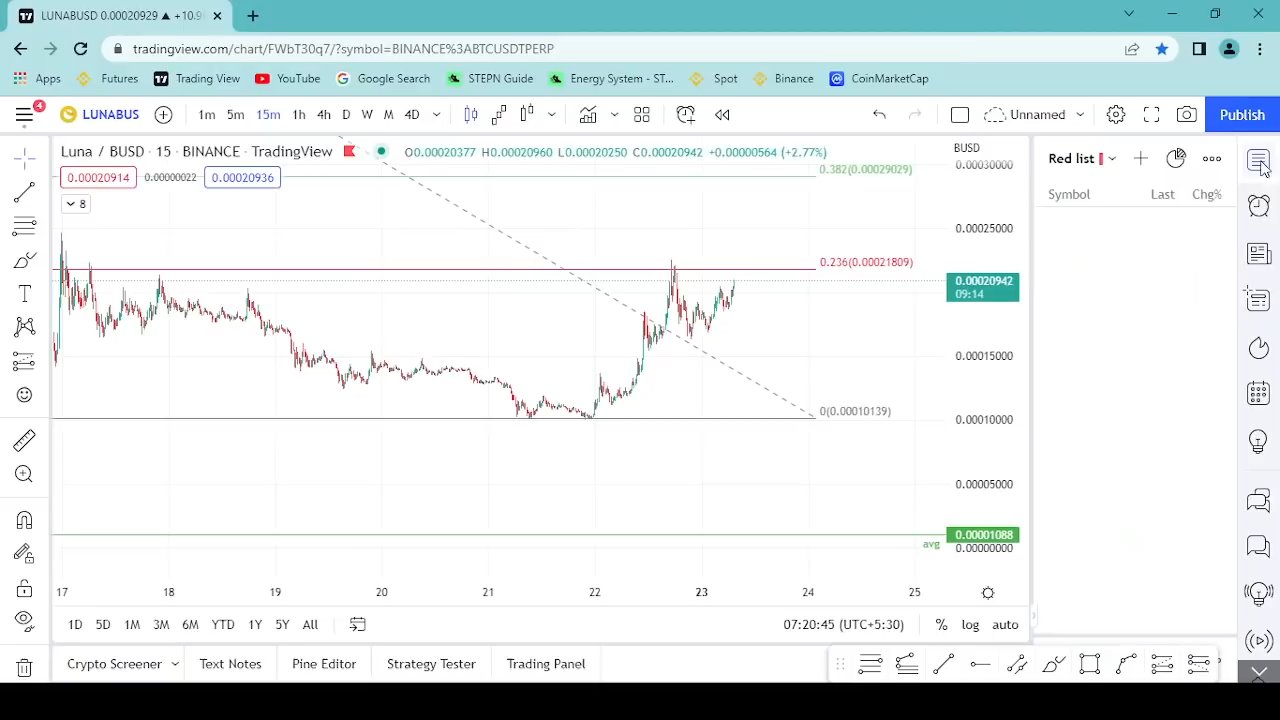 LUNABUSD 0.00020929 ▲ +10.9
tradingview.com/chart/FWbT30q7/?symbol=BINANCE%3ABTCUSDTPERP
Apps Futures Trading View YouTube Google Search STEPN Guide Energy System - ST... Spot Binance CoinMarketCap
4 LUNABUS 1m 5m 15m 1h 4h D W M 4D Unnamed Publish
Luna / BUSD · 15 · BINANCE · TradingView O0.00020377 H0.00020960 L0.00020250 C0.00020942 +0.00000564 (+2.77%) BUSD
Red list
0.00020914 0.00000022 0.00020936
0.382(0.00029029)
0.00030000
Symbol Last Chg%
8
0.00025000
0.236(0.00021809)
0.00020942
09:14
0.00015000
0(0.00010139)
0.00010000
0.00005000
0.00001088
avg
0.00000000
17 18 19 20 21 22 23 24 25
1D 5D 1M 3M 6M YTD 1Y 5Y All 07:20:45 (UTC+5:30) % log auto
Crypto Screener Text Notes Pine Editor Strategy Tester Trading Panel